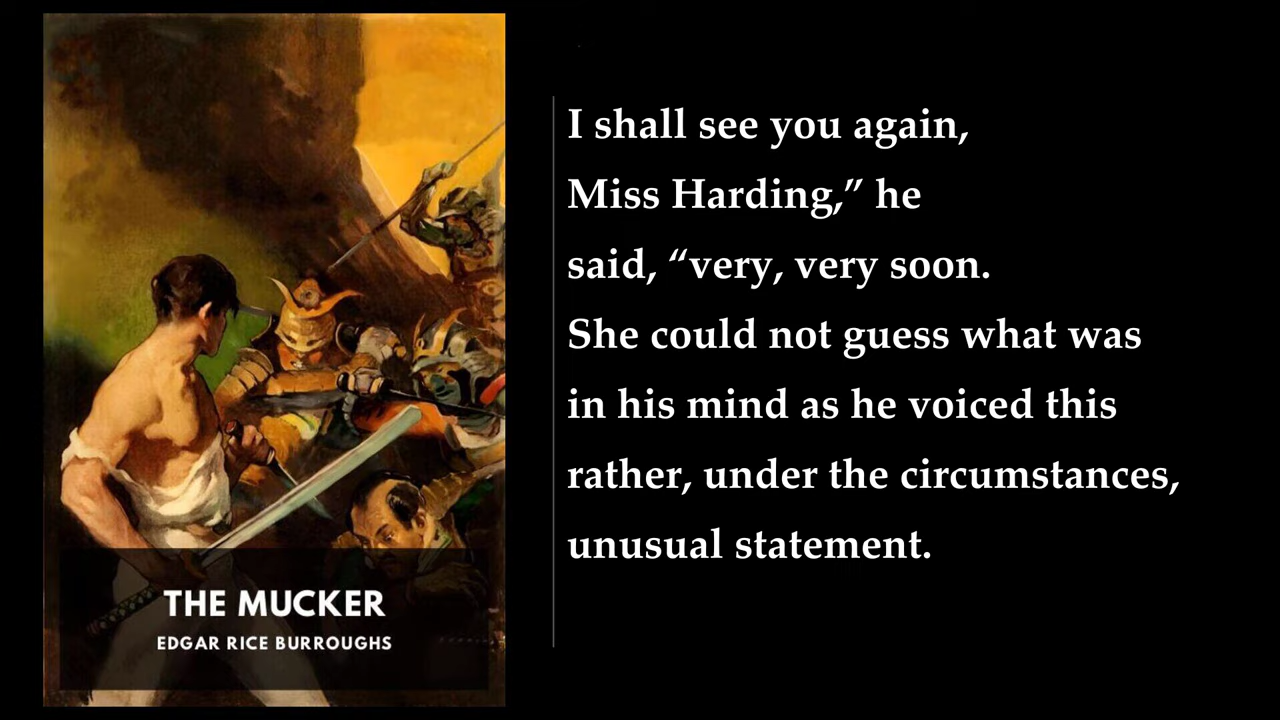 THE MUCKER
EDGAR RICE BURROUGHS
I shall see you again,
Miss Harding,” he
said, “very, very soon.
She could not guess what was
in his mind as he voiced this
rather, under the circumstances,
unusual statement.